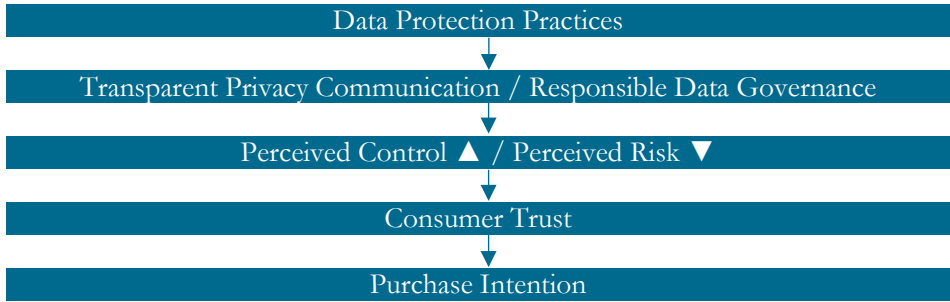 Data Protection Practices
Transparent Privacy Communication / Responsible Data Governance
Perceived Control ▲ / Perceived Risk ▼
Consumer Trust
Purchase Intention